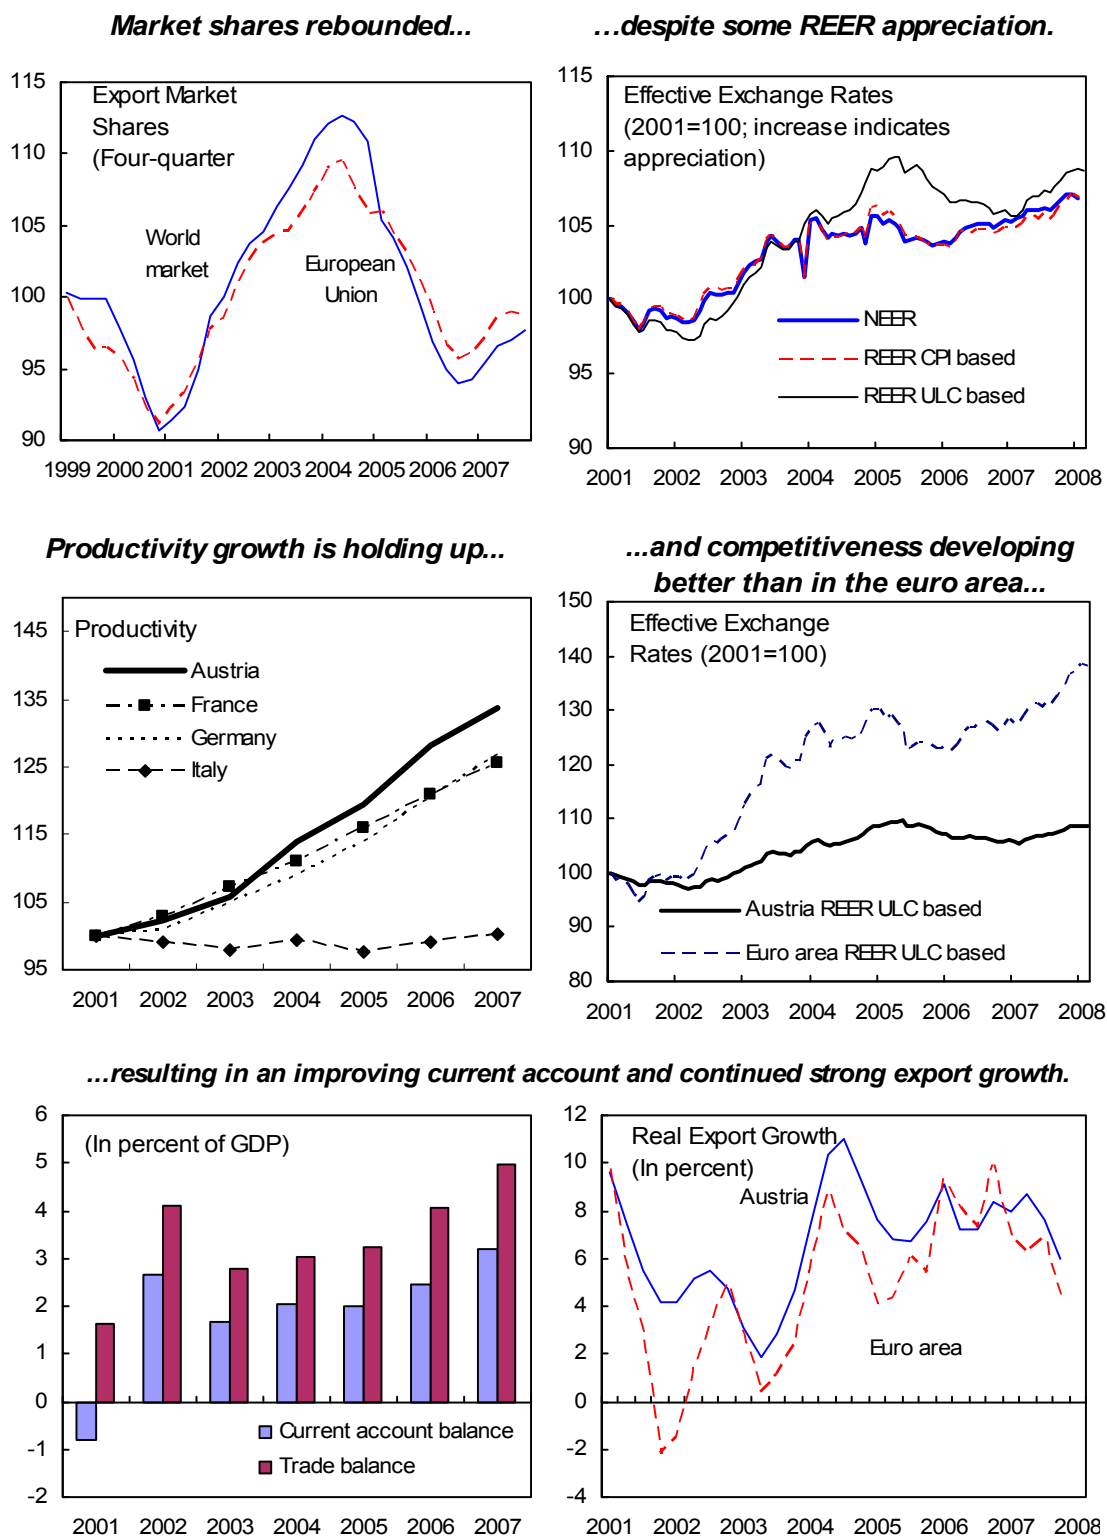 Market shares rebounded...
...despite some REER appreciation.
115
110
105
100
95
90
Export Market
Shares
(Four-quarter
World
market
European
Union
1999 2000 2001 2002 2003 2004 2005 2006 2007
115
110
105
100
95
90
Effective Exchange Rates
(2001=100; increase indicates
appreciation)
NEER
REER CPI based
REER ULC based
2001 2002 2003 2004 2005 2006 2007 2008
Productivity growth is holding up...
...and competitiveness developing
better than in the euro area...
145
135
125
115
105
95
Productivity
Austria
France
Germany
Italy
2001 2002 2003 2004 2005 2006 2007
150
140
130
120
110
100
90
80
Effective Exchange
Rates (2001=100)
Austria REER ULC based
Euro area REER ULC based
2001 2002 2003 2004 2005 2006 2007 2008
...resulting in an improving current account and continued strong export growth.
6
5
4
3
2
1
0
-1
-2
(In percent of GDP)
Current account balance
Trade balance
2001 2002 2003 2004 2005 2006 2007
12
10
8
6
4
2
0
-2
-4
Real Export Growth
(In percent)
Austria
Euro area
2001 2002 2003 2004 2005 2006 2007 2008